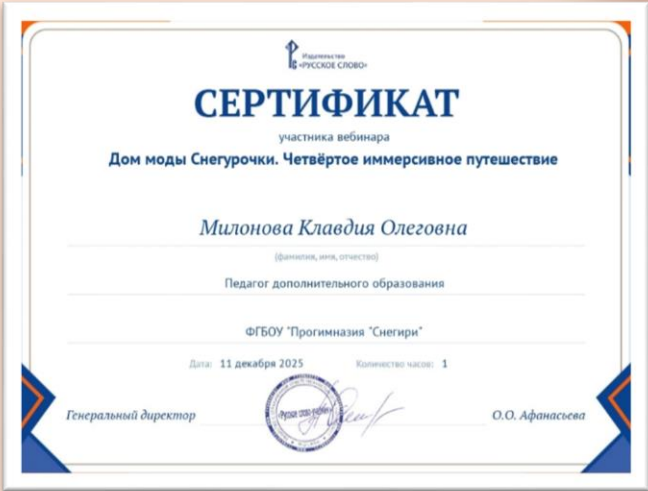 Издательство
«РУССКОЕ СЛОВО»
СЕРТИФИКАТ
участника вебинара
Дом моды Снегурочки. Четвёртое иммерсивное путешествие
Милонова Клавдия Олеговна
(фамилия, имя, отчество)
Педагог дополнительного образования
ФГБОУ "Прогимназия "Снегири"
Дата: 11 декабря 2025 Количество часов: 1
Генеральный директор О.О. Афанасьева